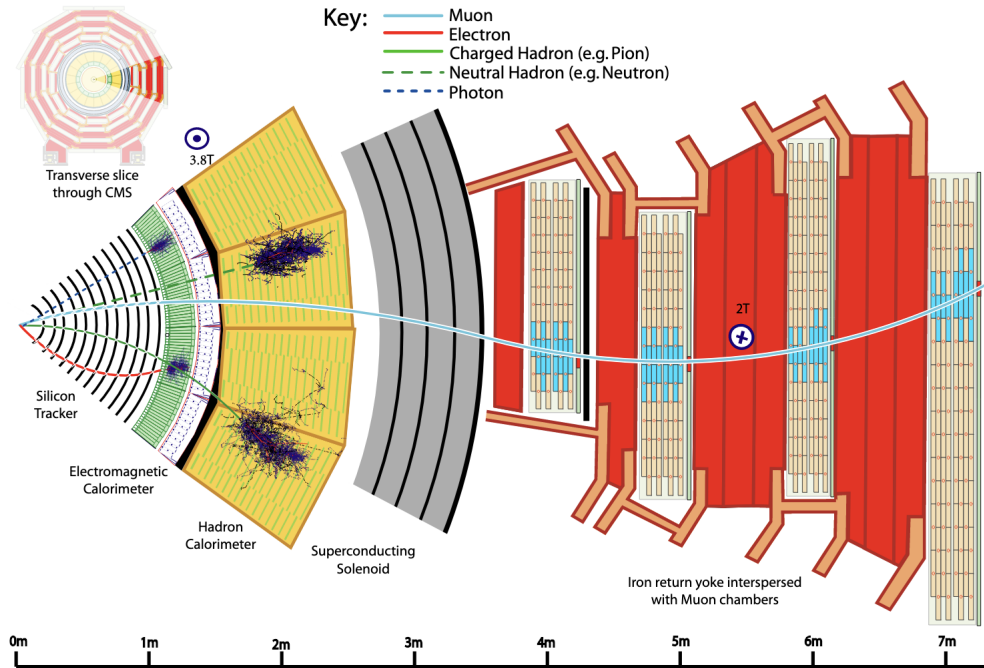 Key:
Muon
Electron
Charged Hadron (e.g. Pion)
Neutral Hadron (e.g. Neutron)
Photon
Transverse slice
through CMS
3.8T
2T
Silicon
Tracker
Electromagnetic
Calorimeter
Hadron
Calorimeter
Superconducting
Solenoid
Iron return yoke interspersed
with Muon chambers
0m 1m 2m 3m 4m 5m 6m 7m